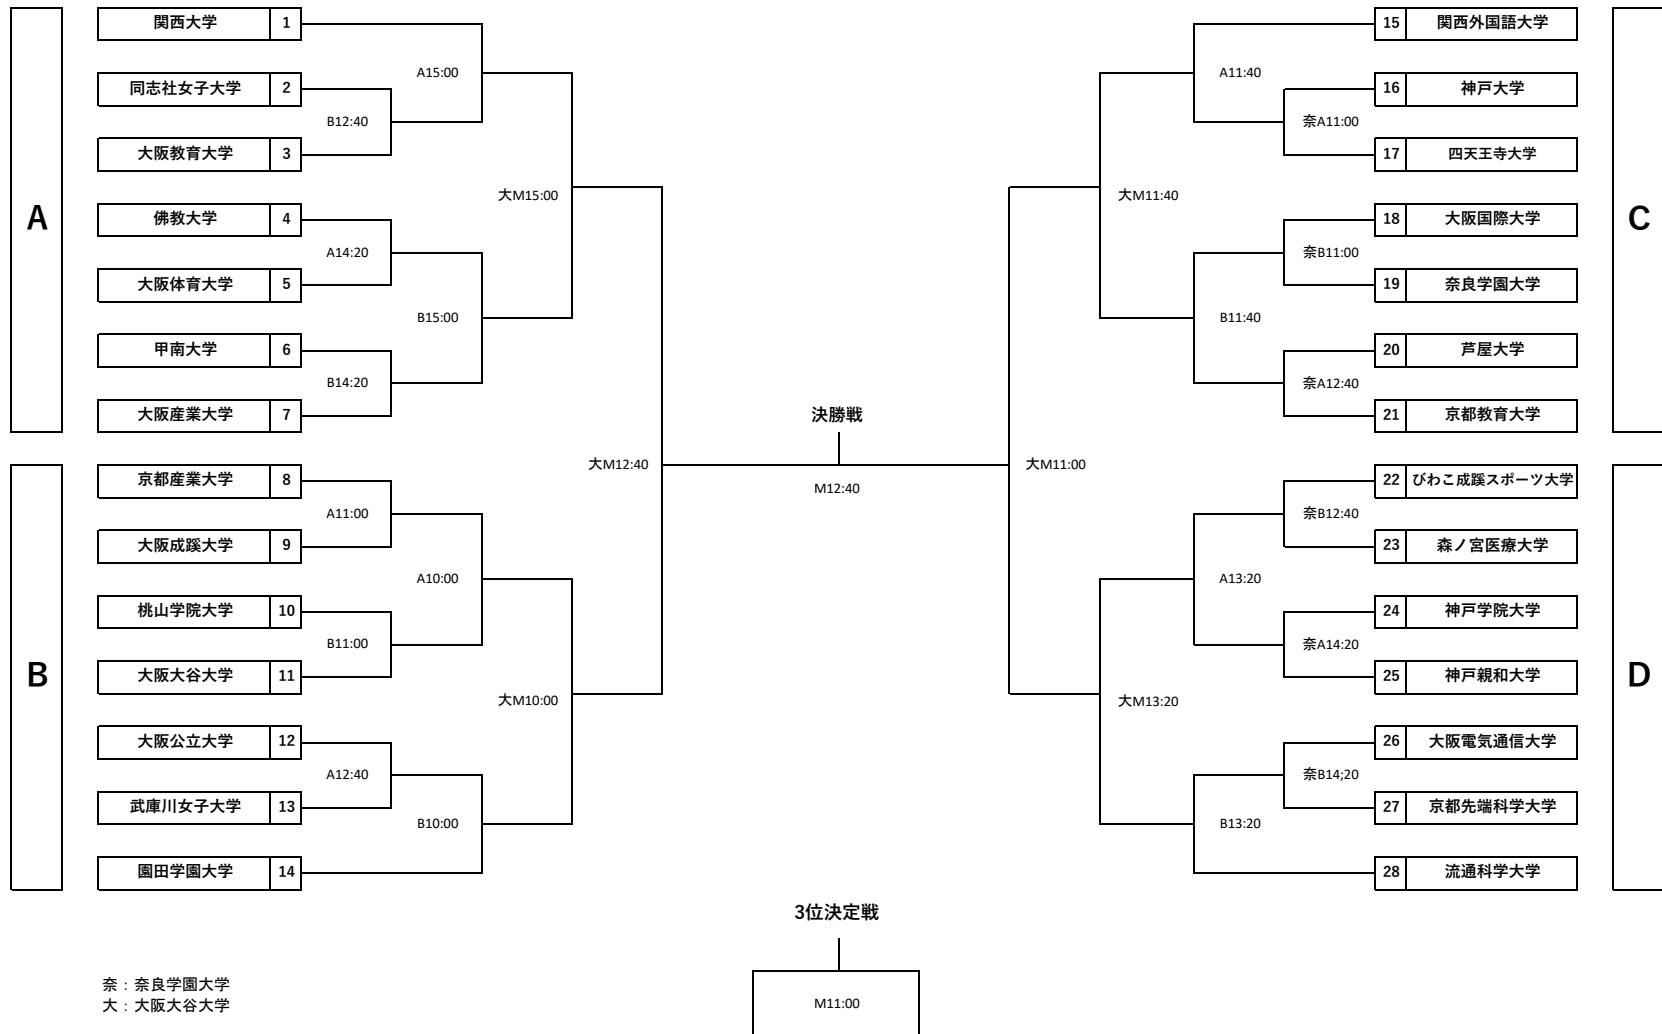 A
関西大学 1
同志社女子大学 2
大阪教育大学 3
佛教大学 4
大阪体育大学 5
甲南大学 6
大阪産業大学 7
A15:00
B12:40
A14:20
B15:00
B14:20
大M15:00
B
京都産業大学 8
大阪成蹊大学 9
桃山学院大学 10
大阪大谷大学 11
大阪公立大学 12
武庫川女子大学 13
園田学園大学 14
A11:00
A10:00
B11:00
A12:40
B10:00
大M10:00
大M12:40
決勝戦
M12:40
大M11:00
C
15 関西外国語大学
16 神戸大学
17 四天王寺大学
18 大阪国際大学
19 奈良学園大学
20 芦屋大学
21 京都教育大学
A11:40
奈A11:00
大M11:40
奈B11:00
B11:40
奈A12:40
D
22 びわこ成蹊スポーツ大学
23 森ノ宮医療大学
24 神戸学院大学
25 神戸親和大学
26 大阪電気通信大学
27 京都先端科学大学
28 流通科学大学
奈B12:40
A13:20
奈A14:20
大M13:20
奈B14;20
B13:20
3位決定戦
M11:00
奈：奈良学園大学
大：大阪大谷大学